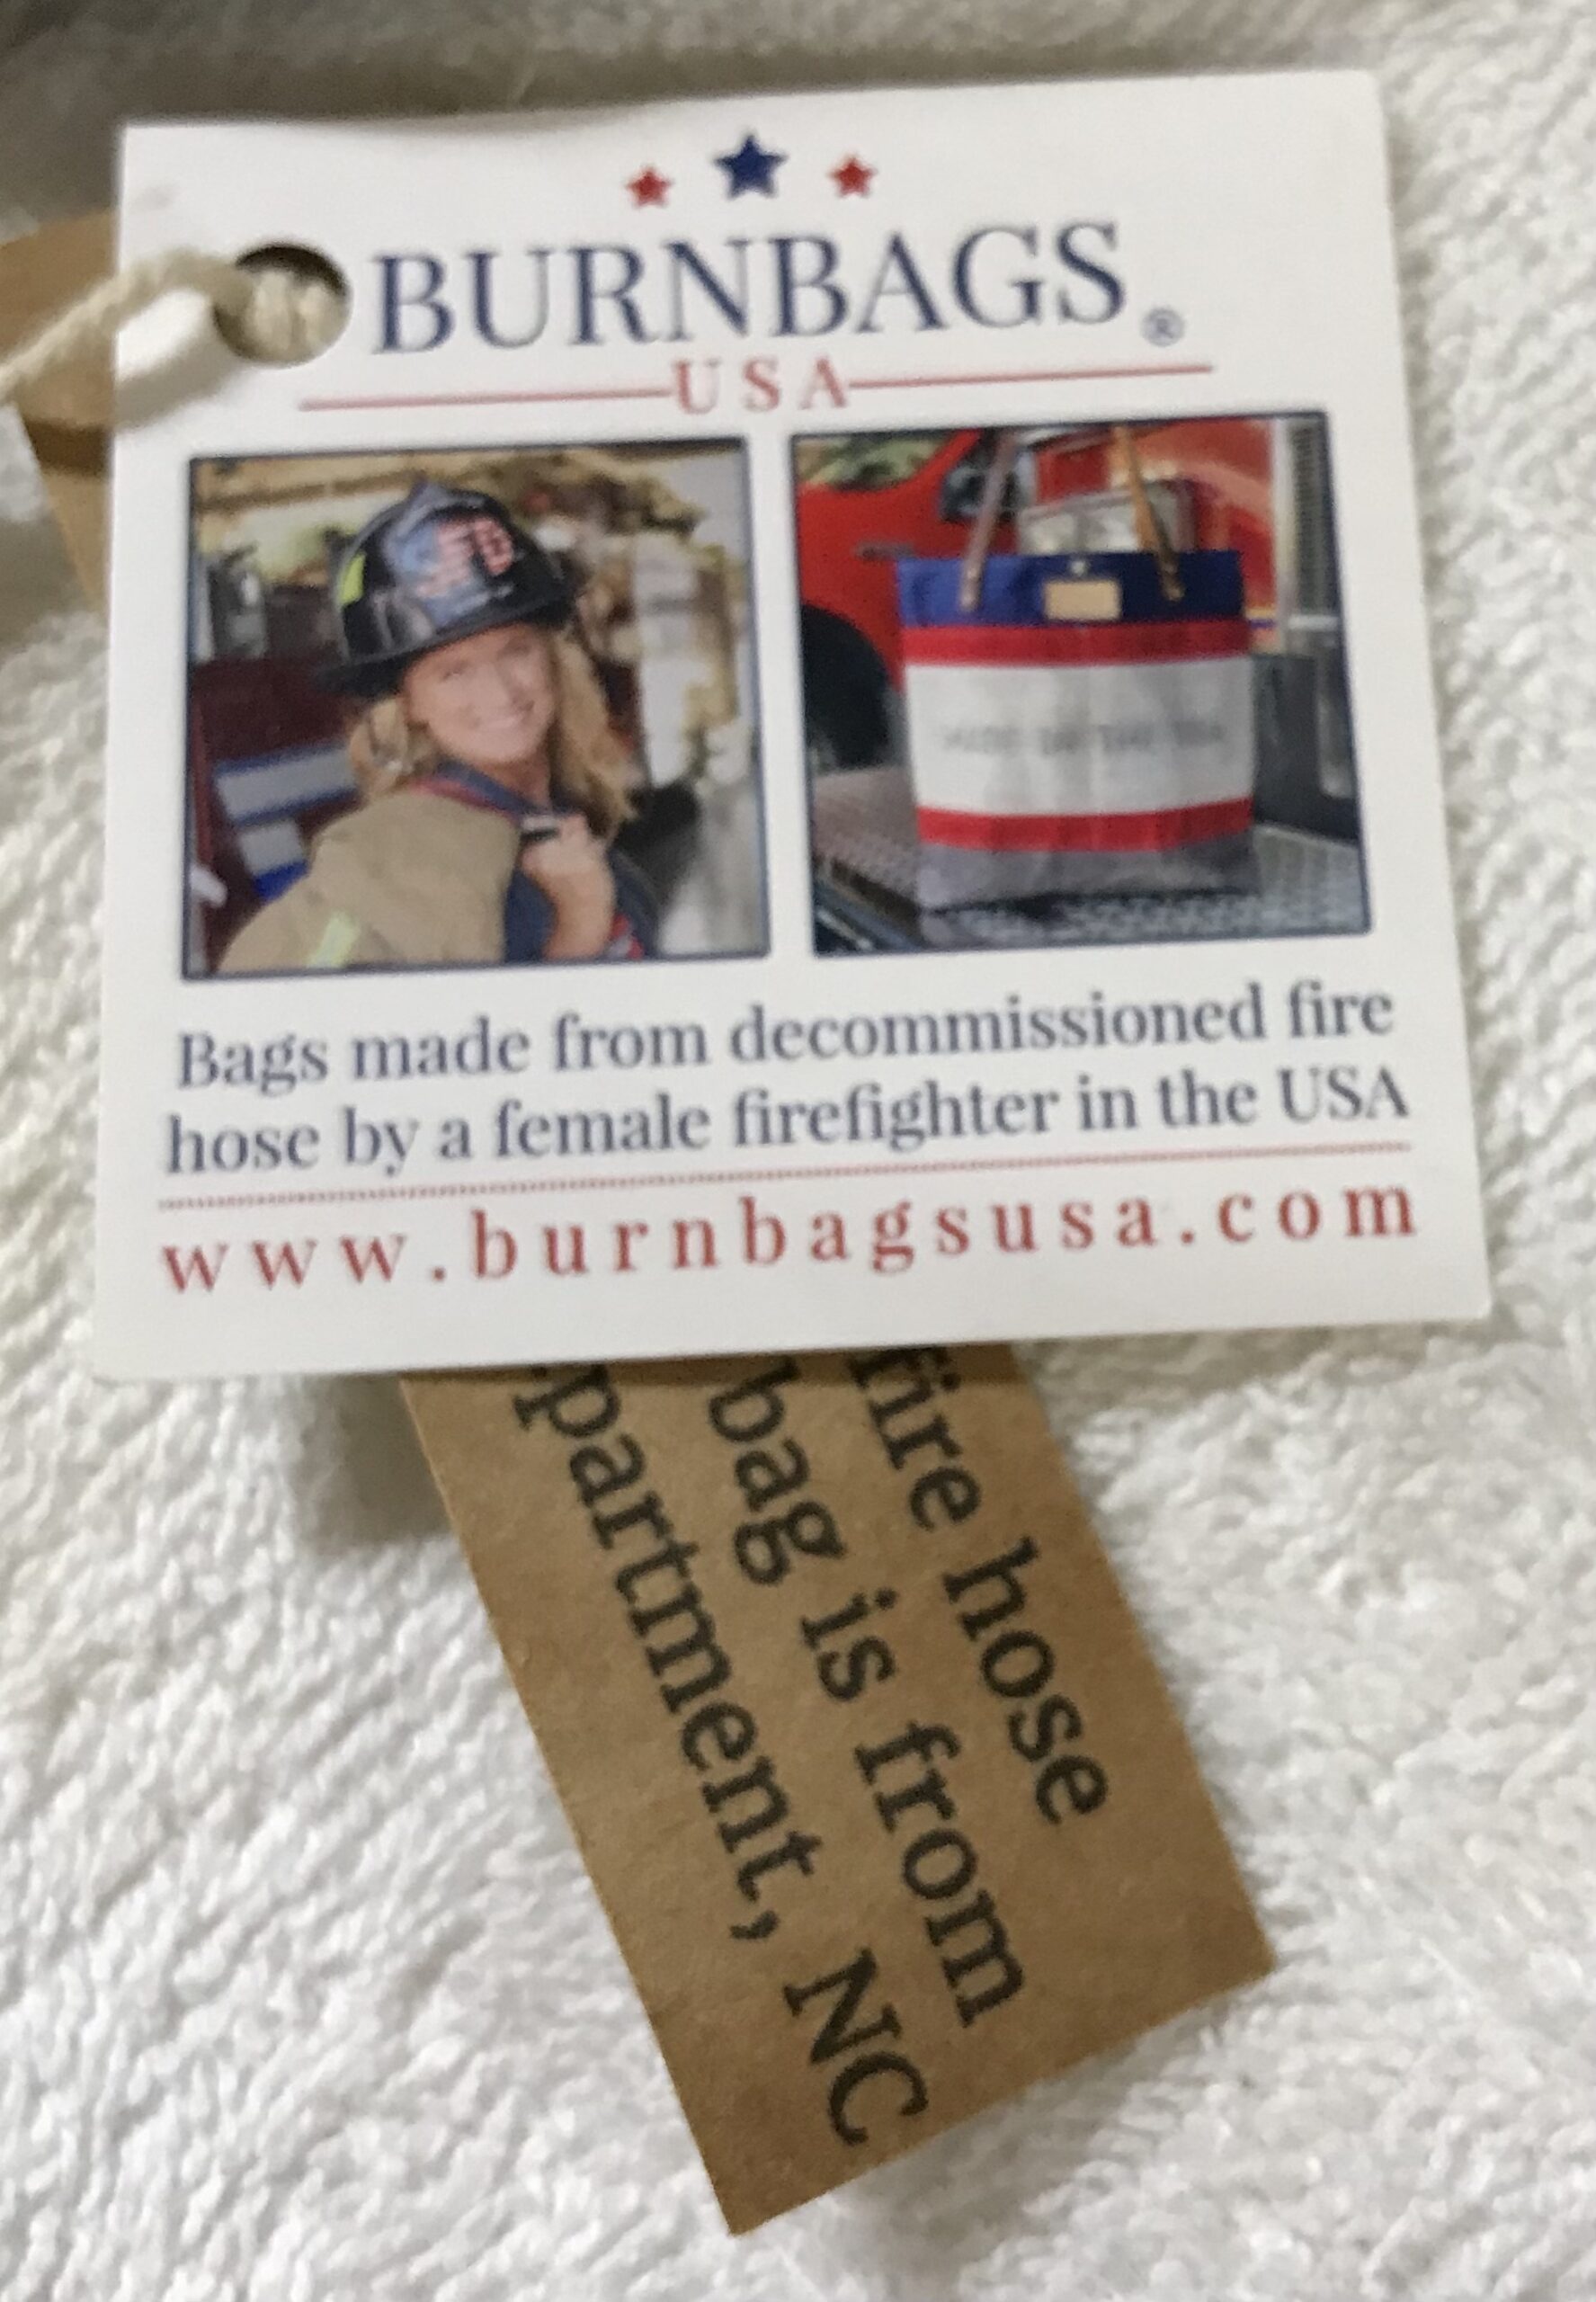 BURNBAGS®
USA
Bags made from decommissioned fire
hose by a female firefighter in the USA
www.burnbagsusa.com
fire hose
bag is from
partment, NC